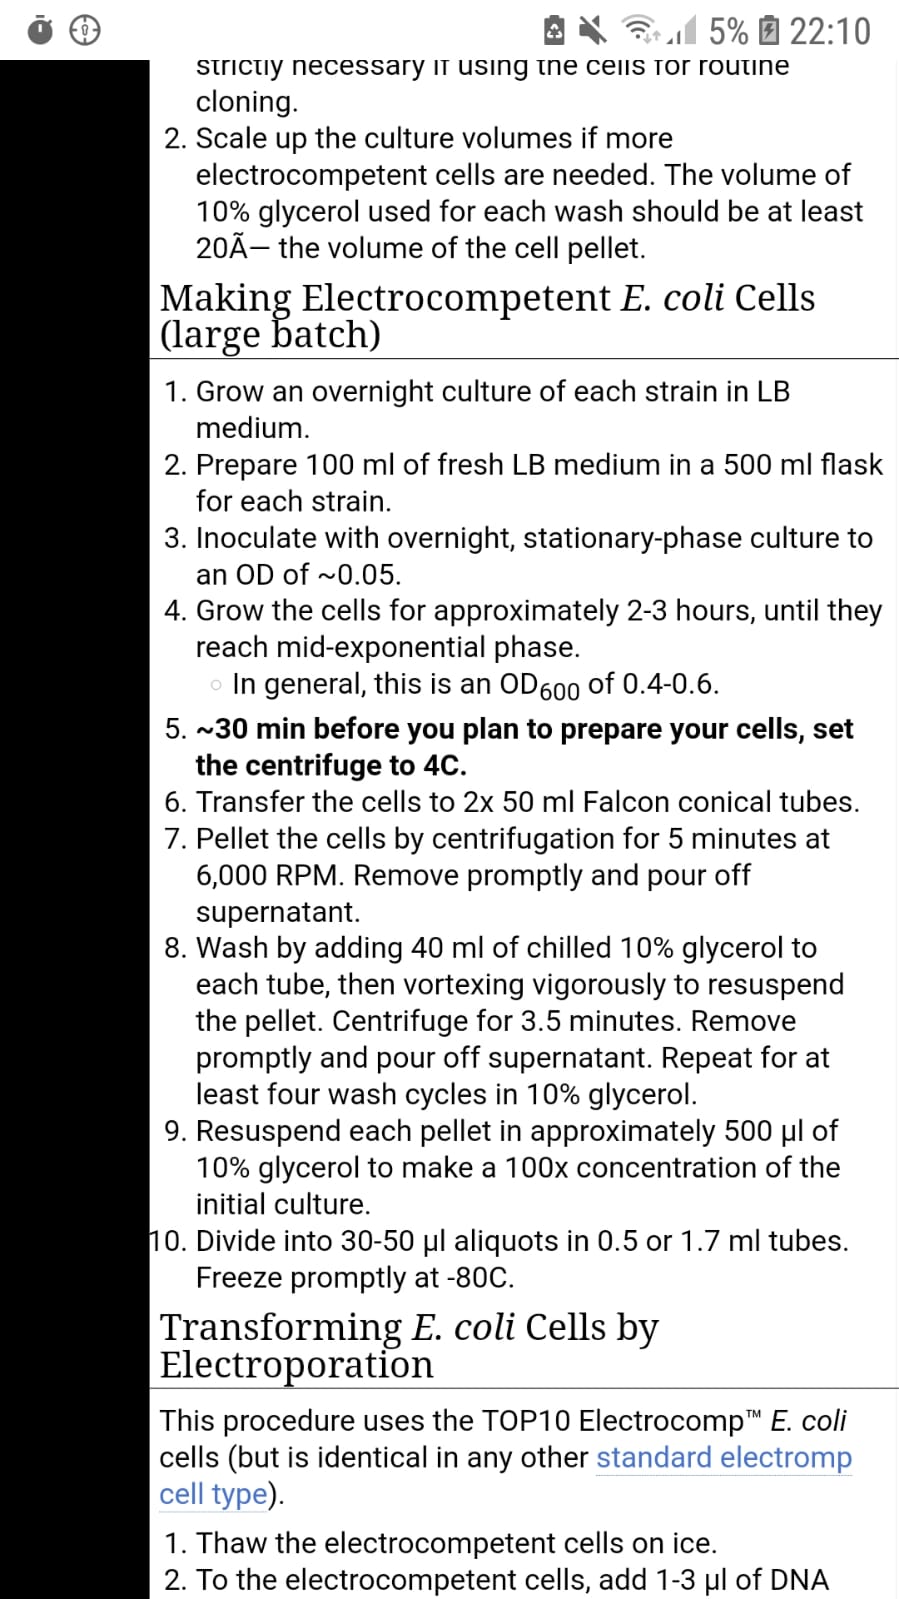 5% 22:10
strictly necessary if using the cells for routine
cloning.
2. Scale up the culture volumes if more
electrocompetent cells are needed. The volume of
10% glycerol used for each wash should be at least
20Ã— the volume of the cell pellet.
Making Electrocompetent E. coli Cells
(large batch)
1. Grow an overnight culture of each strain in LB
medium.
2. Prepare 100 ml of fresh LB medium in a 500 ml flask
for each strain.
3. Inoculate with overnight, stationary-phase culture to
an OD of ~0.05.
4. Grow the cells for approximately 2-3 hours, until they
reach mid-exponential phase.
○ In general, this is an OD600 of 0.4-0.6.
5. ~30 min before you plan to prepare your cells, set
the centrifuge to 4C.
6. Transfer the cells to 2x 50 ml Falcon conical tubes.
7. Pellet the cells by centrifugation for 5 minutes at
6,000 RPM. Remove promptly and pour off
supernatant.
8. Wash by adding 40 ml of chilled 10% glycerol to
each tube, then vortexing vigorously to resuspend
the pellet. Centrifuge for 3.5 minutes. Remove
promptly and pour off supernatant. Repeat for at
least four wash cycles in 10% glycerol.
9. Resuspend each pellet in approximately 500 µl of
10% glycerol to make a 100x concentration of the
initial culture.
10. Divide into 30-50 µl aliquots in 0.5 or 1.7 ml tubes.
Freeze promptly at -80C.
Transforming E. coli Cells by
Electroporation
This procedure uses the TOP10 Electrocomp™ E. coli
cells (but is identical in any other standard electromp
cell type).
1. Thaw the electrocompetent cells on ice.
2. To the electrocompetent cells, add 1-3 µl of DNA